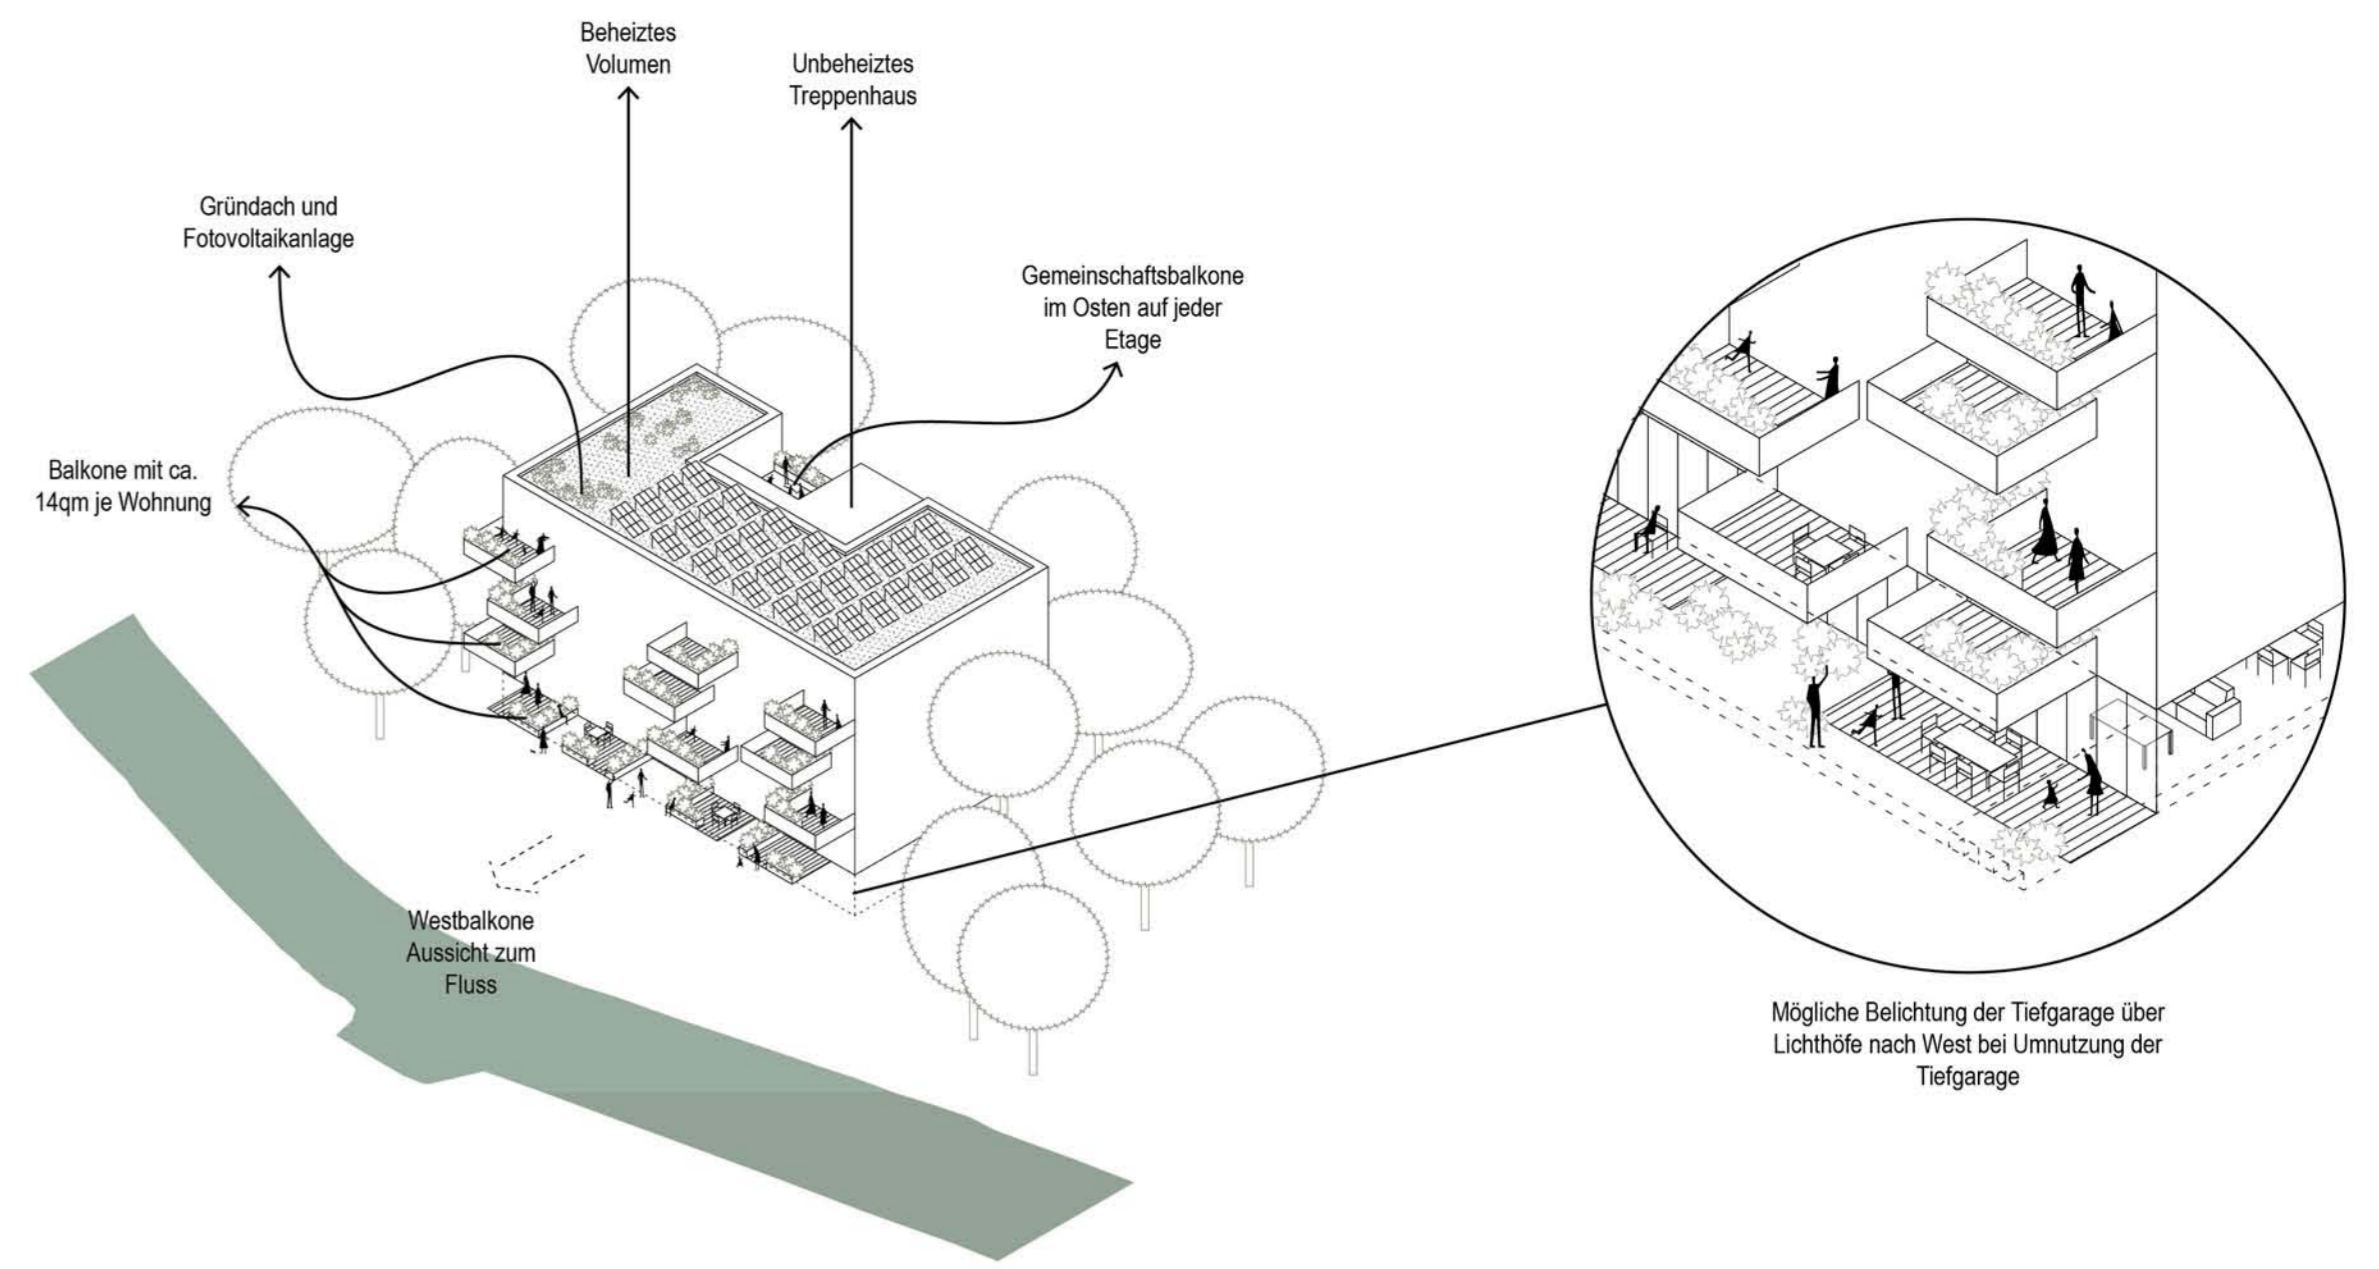 Beheiztes
Volumen
Unbeheiztes
Treppenhaus
Gründach und
Fotovoltaikanlage
Gemeinschaftsbalkone
im Osten auf jeder
Etage
Balkone mit ca.
14qm je Wohnung
Westbalkone
Aussicht zum
Fluss
Mögliche Belichtung der Tiefgarage über
Lichthöfe nach West bei Umnutzung der
Tiefgarage